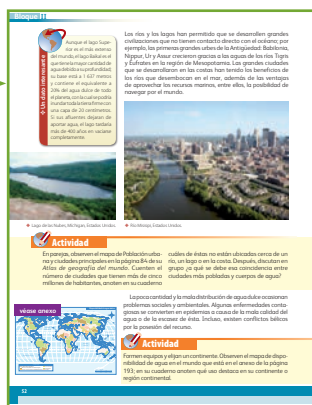 Bloque II
Un dato interesante
Aunque el lago Supe-
rior es el más extenso
del mundo, el lago Baikal es el
que tiene la mayor cantidad de
agua debido a su profundidad;
su base está a 1 637 metros
y contiene el equivalente a
20% del agua dulce de todo
el planeta, con la cual se podría
inundar toda la tierra firme con
una capa de 20 centímetros.
Si sus afluentes dejaran de
aportar agua, el lago tardaría
más de 400 años en vaciarse
completamente.
Los ríos y los lagos han permitido que se desarrollen grandes
civilizaciones que no tienen contacto directo con el océano; por
ejemplo, las primeras grandes urbes de la Antigüedad: Babilonia,
Nippur, Ur y Assur crecieron gracias a las aguas de los ríos Tigris
y Éufrates en la región de Mesopotamia. Las grandes ciudades
que se desarrollaron en las costas han tenido los beneficios de
los ríos que desembocan en el mar, además de las ventajas
de aprovechar los recursos marinos, entre ellos, la posibilidad de
navegar por el mundo.
Lago de las Nubes, Michigan, Estados Unidos.
Río Misisipi, Estados Unidos.
Actividad
En parejas, observen el mapa de Población urba-
na y ciudades principales en la página 84 de su
Atlas de geografía del mundo. Cuenten el
número de ciudades que tienen más de cinco
millones de habitantes, anoten en su cuaderno
cuáles de éstas no están ubicadas cerca de un
río, un lago o en la costa. Después, discutan en
grupo ¿a qué se debe esa coincidencia entre
ciudades más pobladas y cuerpos de agua?
véase anexo
La poca cantidad y la mala distribución de agua dulce ocasionan
problemas sociales y ambientales. Algunas enfermedades conta-
giosas se convierten en epidemias a causa de la mala calidad del
agua o de la escasez de ésta. Incluso, existen conflictos bélicos
por la posesión del recurso.
Actividad
Formen equipos y elijan un continente. Observen el mapa de dispo-
nibilidad de agua en el mundo que está en el anexo de la página
193; en su cuaderno anoten qué uso destaca en su continente o
región continental.
52